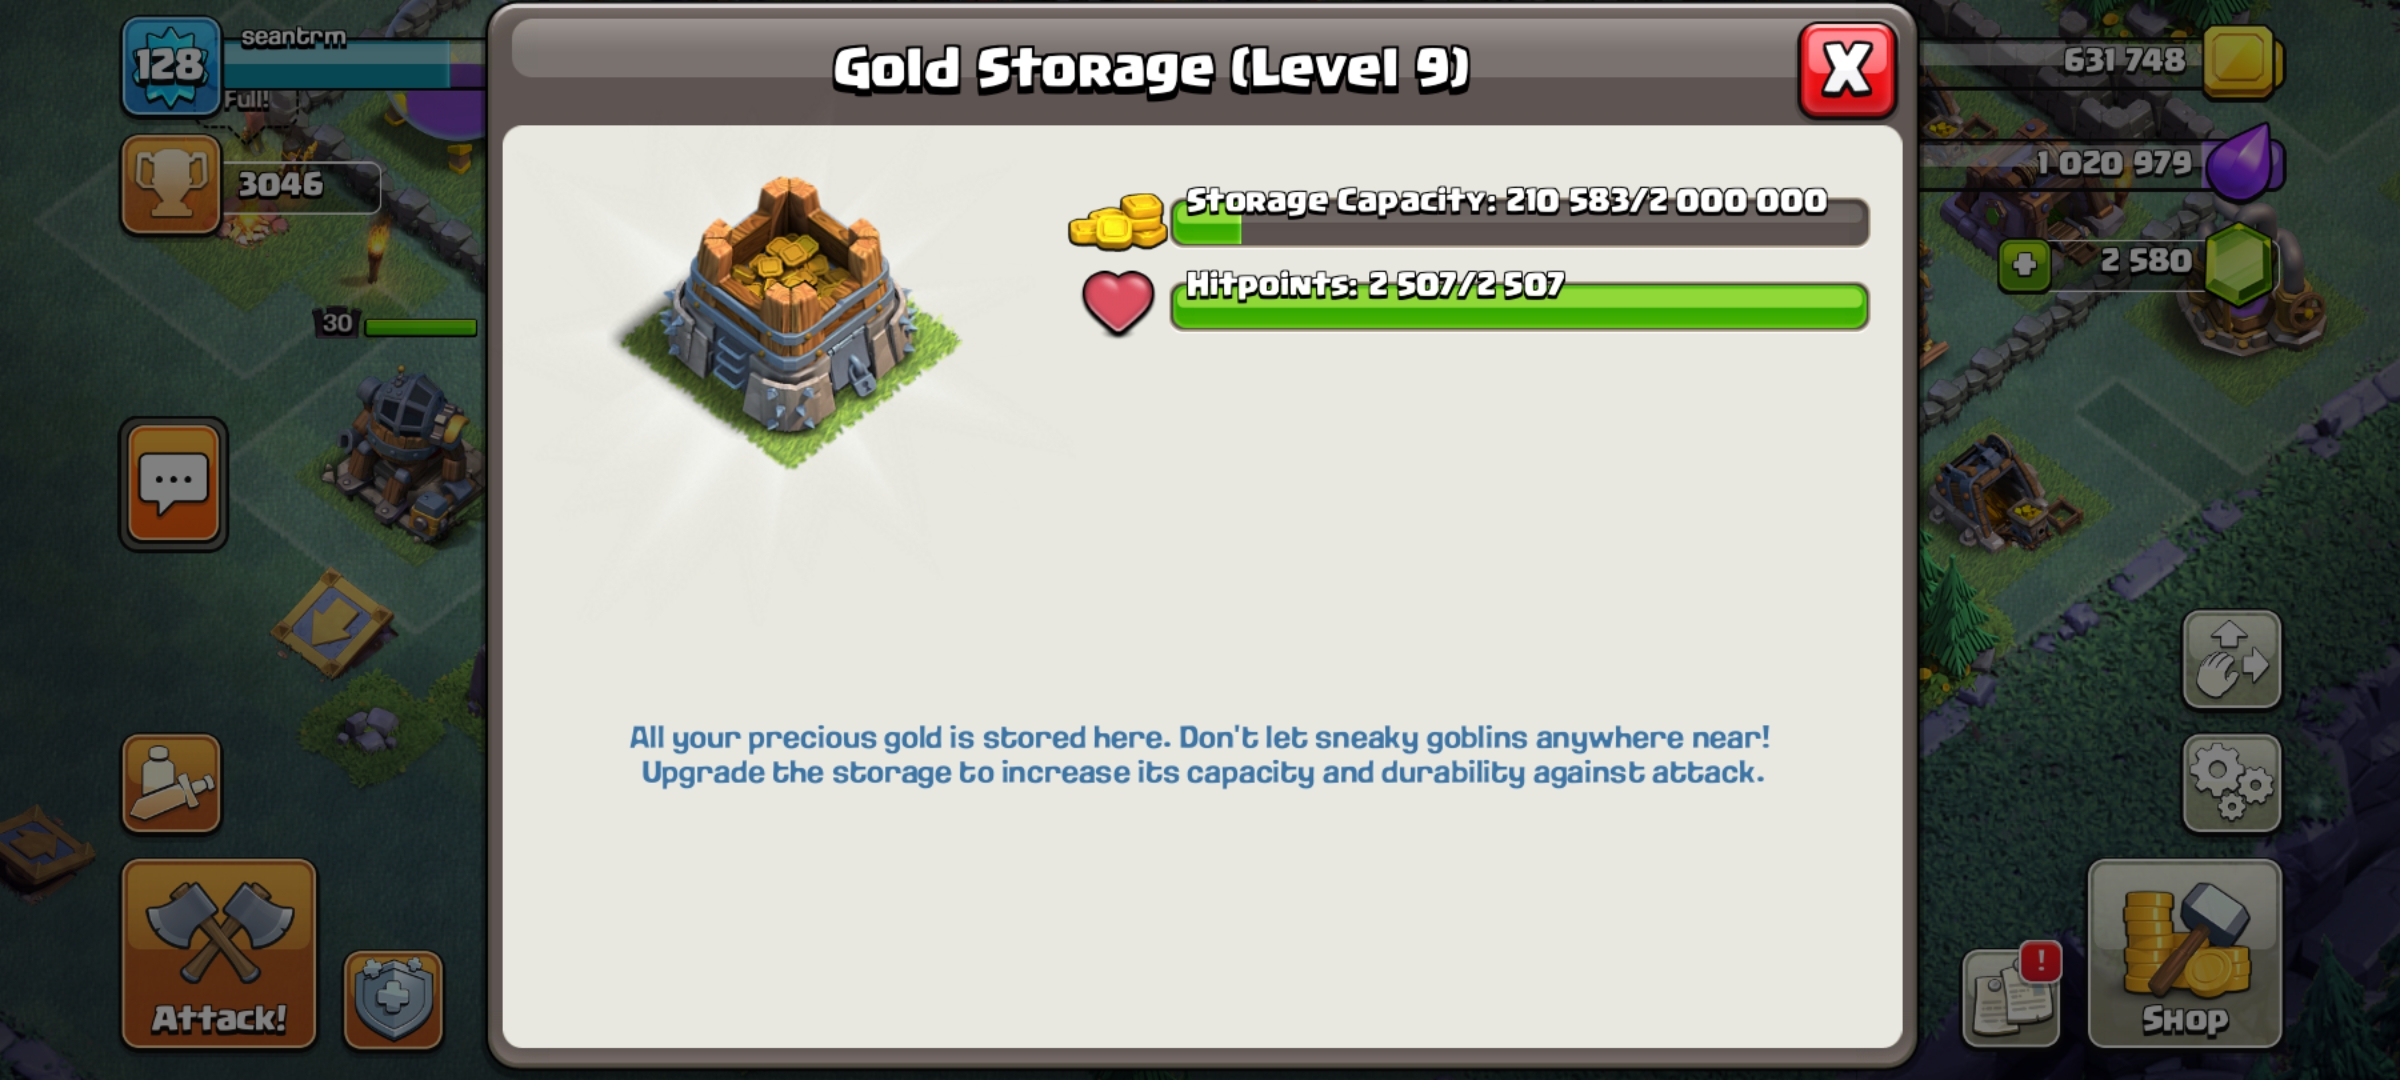 128
seantrm
Full!
3046
30
Attack!
Gold Storage (Level 9)
X
Storage Capacity: 210 583/2 000 000
Hitpoints: 2 507/2 507
All your precious gold is stored here. Don't let sneaky goblins anywhere near!
Upgrade the storage to increase its capacity and durability against attack.
631 748
1 020 979
2 580
!
Shop